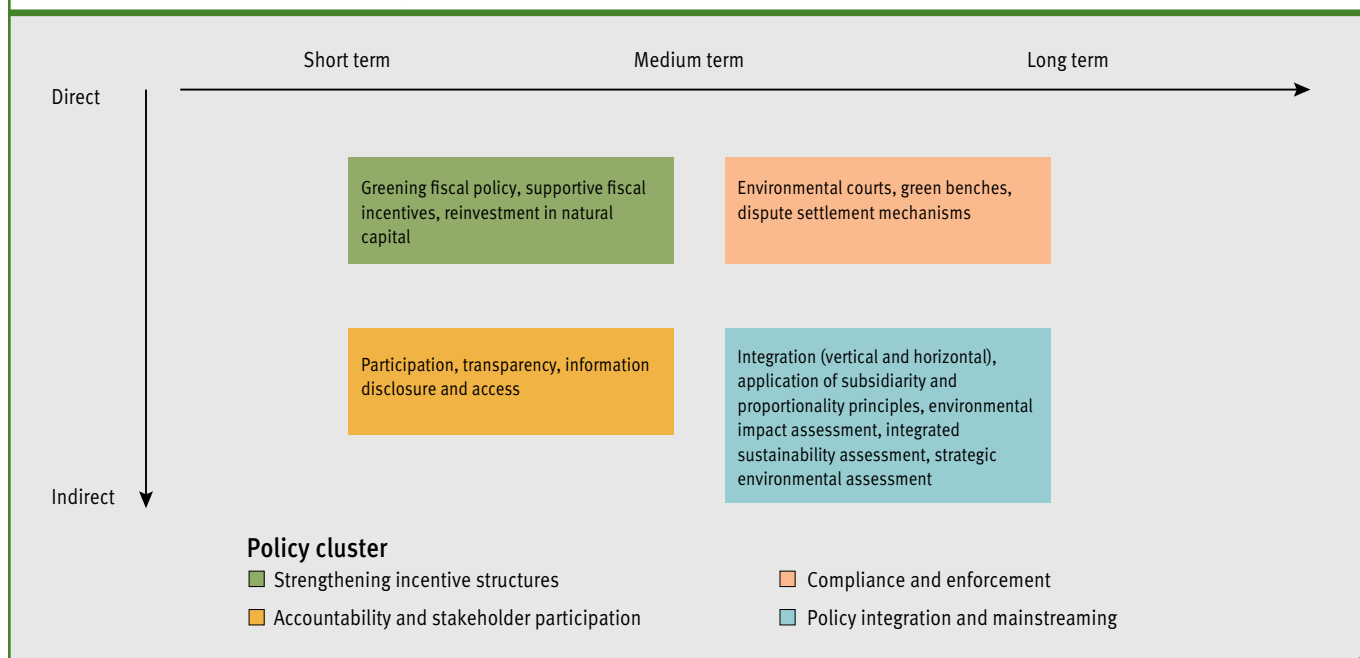 Short term
Medium term
Long term
Direct
Greening fiscal policy, supportive fiscal
incentives, reinvestment in natural
capital
Environmental courts, green benches,
dispute settlement mechanisms
Participation, transparency, information
disclosure and access
Integration (vertical and horizontal),
application of subsidiarity and
proportionality principles, environmental
impact assessment, integrated
sustainability assessment, strategic
environmental assessment
Indirect
Policy cluster
Strengthening incentive structures
Compliance and enforcement
Accountability and stakeholder participation
Policy integration and mainstreaming